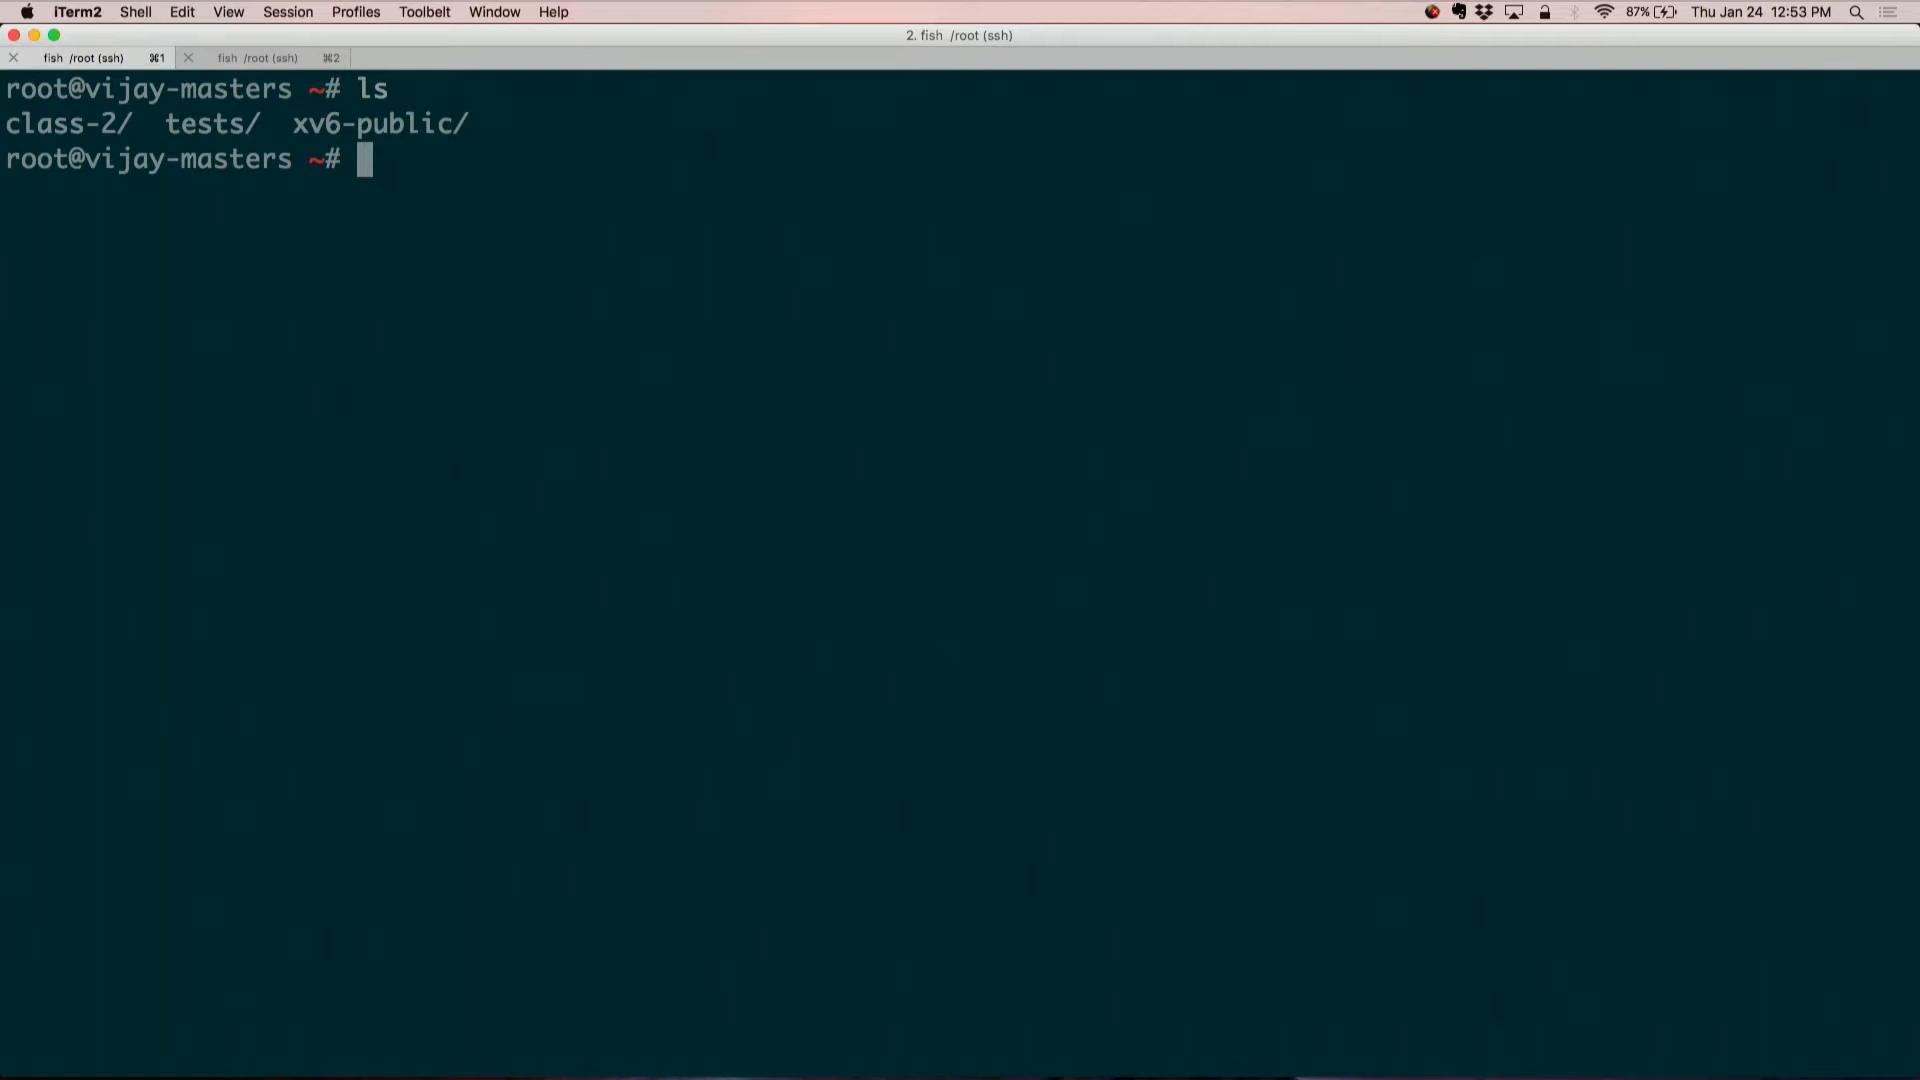 iTerm2 Shell Edit View Session Profiles Toolbelt Window Help 87% Thu Jan 24 12:53 PM
2. fish /root (ssh)
fish /root (ssh) ⌘1 fish /root (ssh) ⌘2
root@vijay-masters ~# ls
class-2/ tests/ xv6-public/
root@vijay-masters ~#